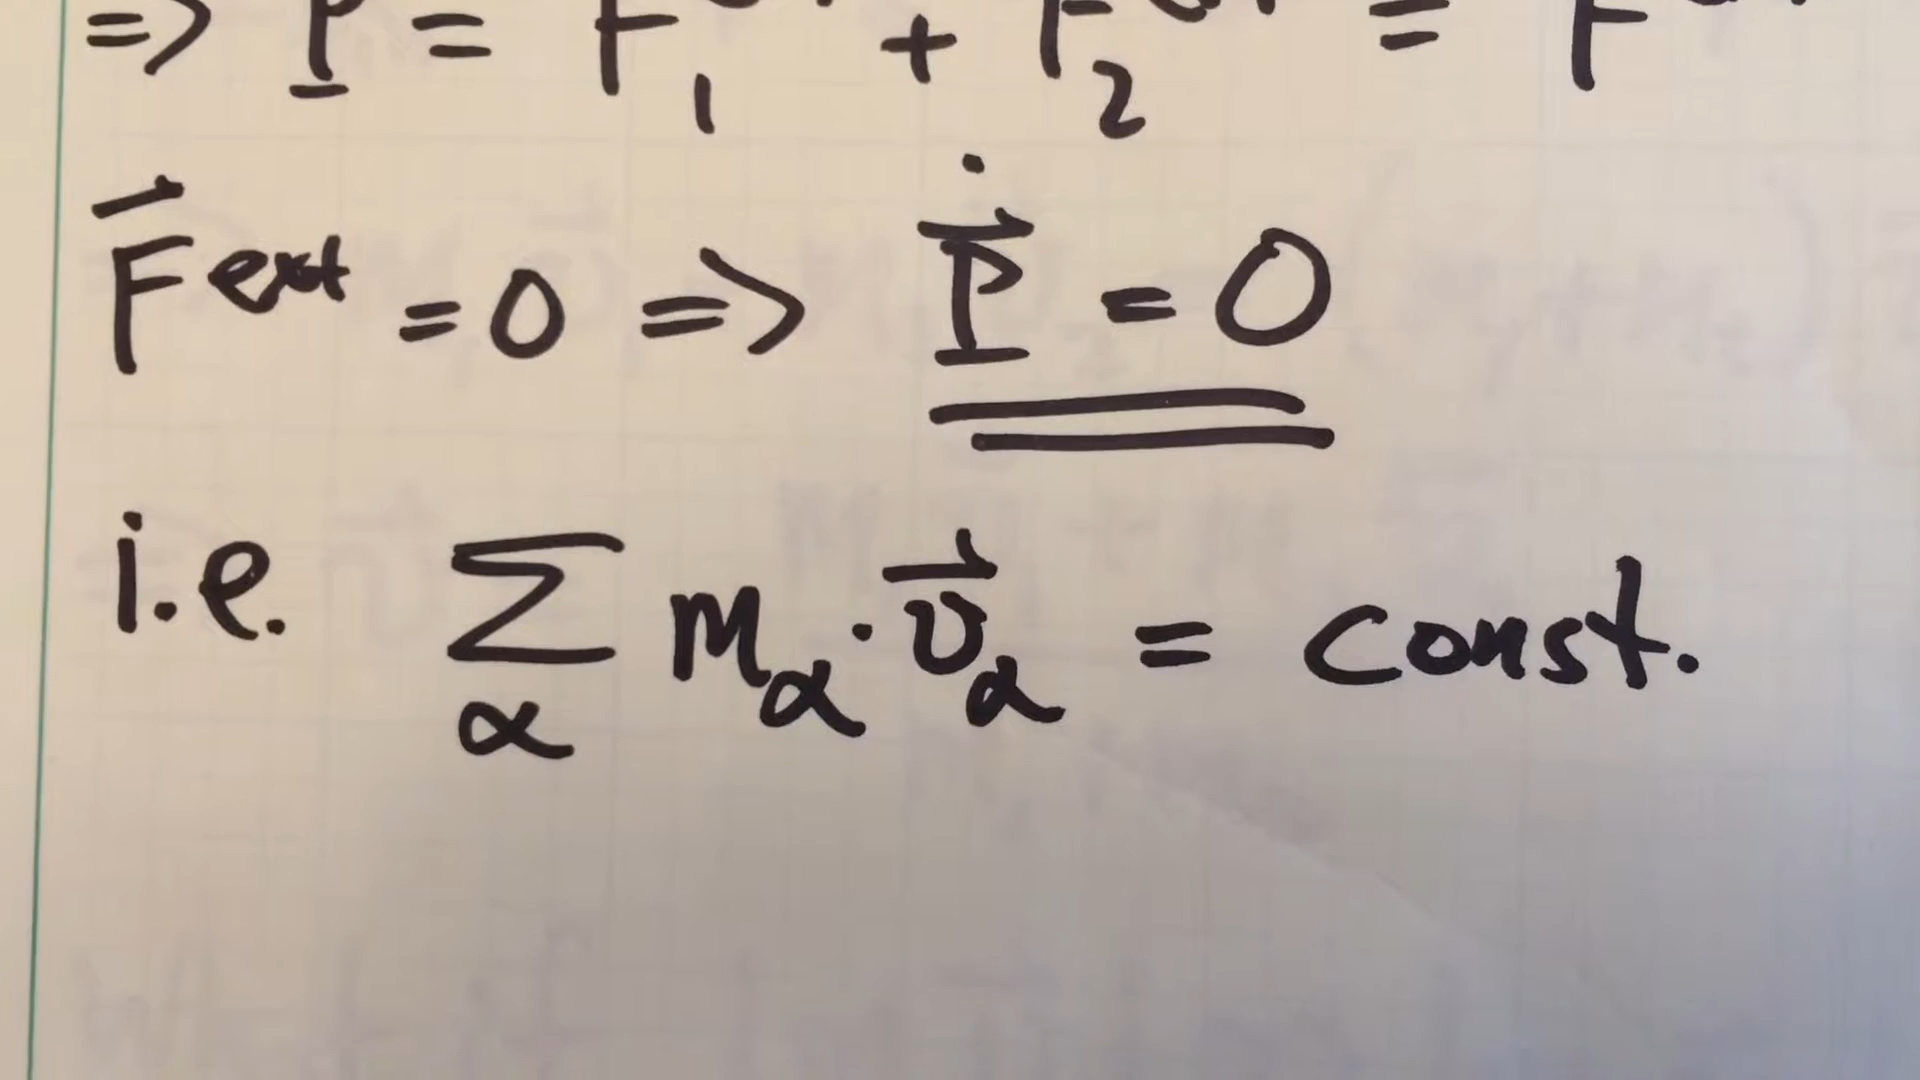 => P = F₁ + F₂ = F
F⃗ᵉˣᵗ = 0 => P⃗̇ = 0
i.e. Σ_α m_α · v⃗_α = const.